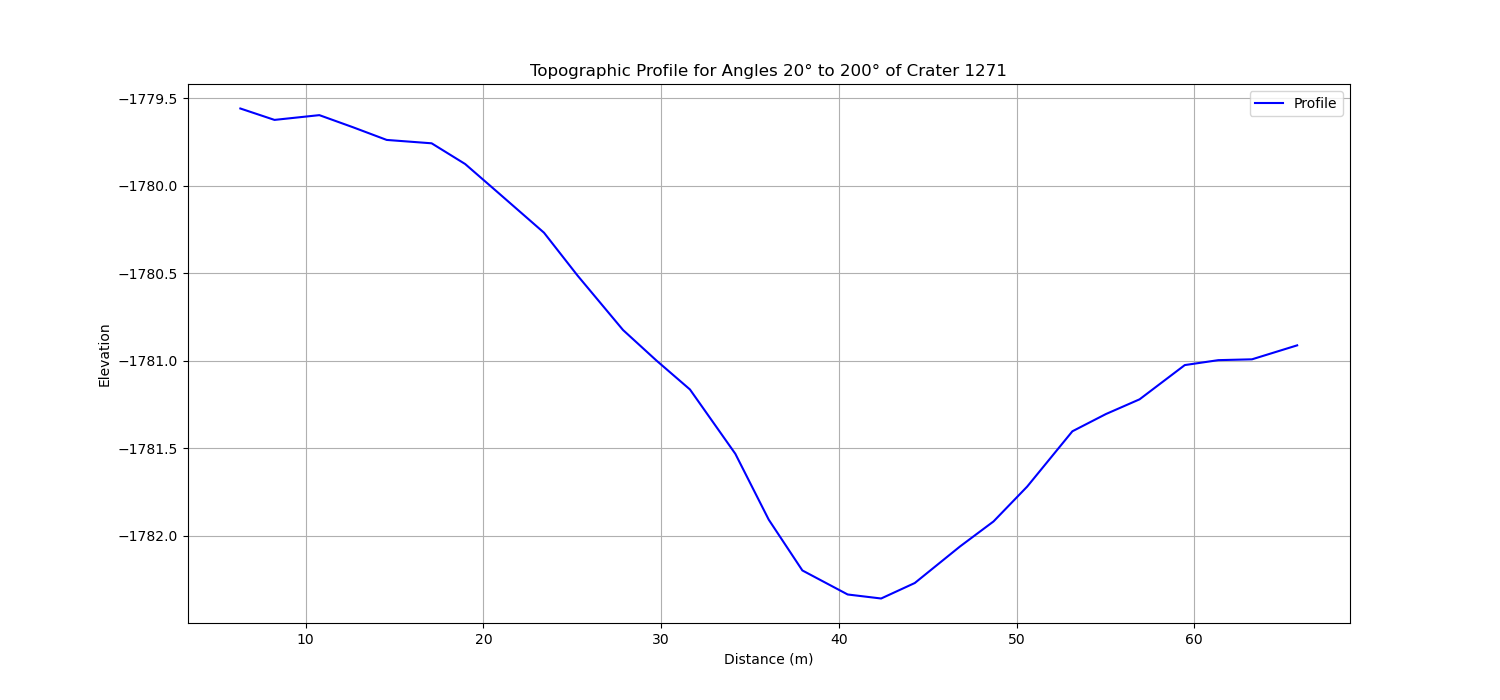 Topographic Profile for Angles 20° to 200° of Crater 1271
Profile
−1779.5
−1780.0
−1780.5
−1781.0
−1781.5
−1782.0
Elevation
10 20 30 40 50 60
Distance (m)